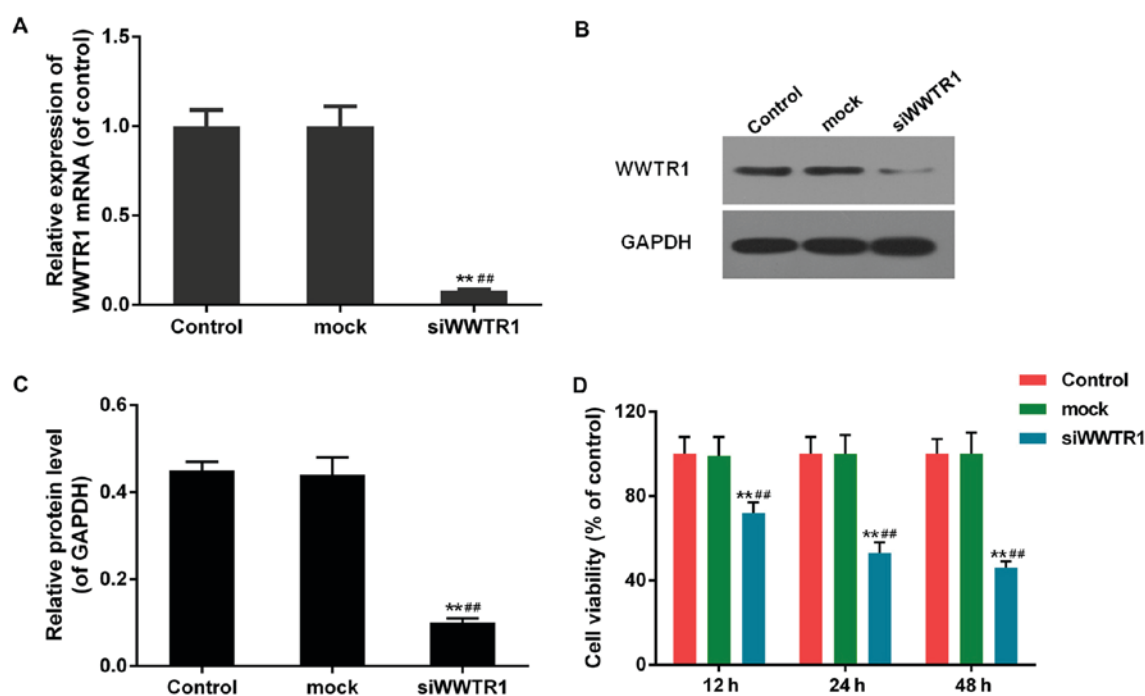 A
Relative expression of
WWTR1 mRNA (of control)
1.5
1.0
0.5
0.0
** ##
Control mock siWWTR1
B
Control mock siWWTR1
WWTR1
GAPDH
C
Relative protein level
(of GAPDH)
0.6
0.4
0.2
0.0
**##
Control mock siWWTR1
D
Control
mock
siWWTR1
Cell viability (% of control)
120
80
40
0
**##
**##
**##
12 h 24 h 48 h